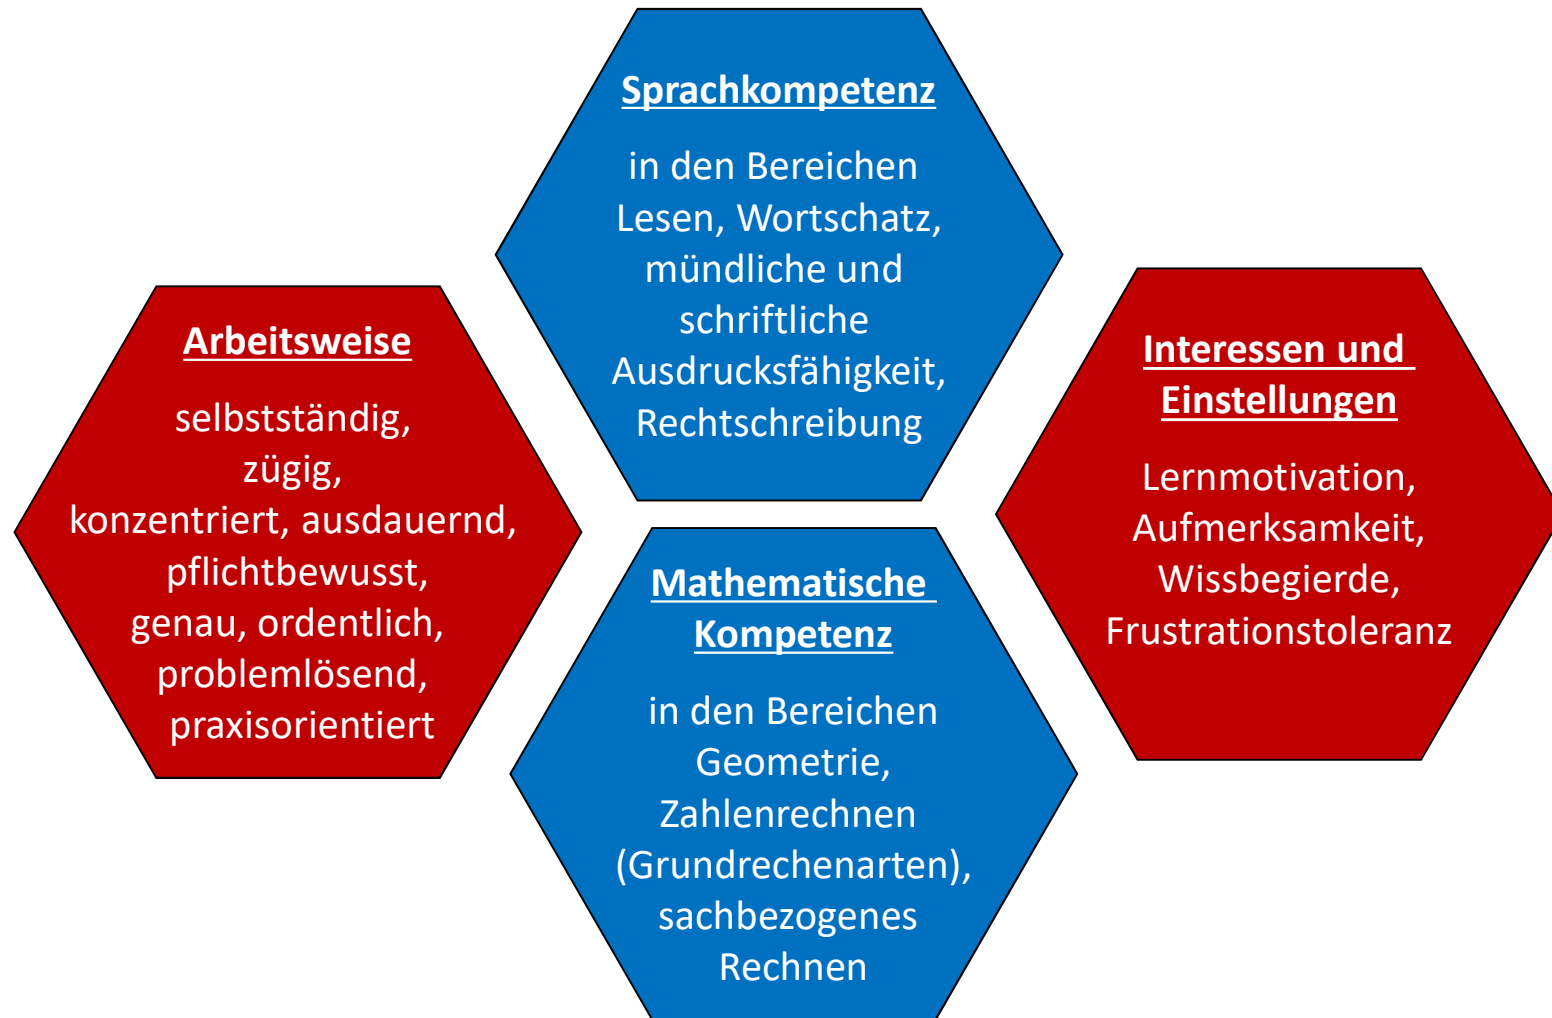 Sprachkompetenz
in den Bereichen
Lesen, Wortschatz,
mündliche und
schriftliche
Ausdrucksfähigkeit,
Rechtschreibung
Arbeitsweise
selbstständig,
zügig,
konzentriert, ausdauernd,
pflichtbewusst,
genau, ordentlich,
problemlösend,
praxisorientiert
Interessen und
Einstellungen
Lernmotivation,
Aufmerksamkeit,
Wissbegierde,
Frustrationstoleranz
Mathematische
Kompetenz
in den Bereichen
Geometrie,
Zahlenrechnen
(Grundrechenarten),
sachbezogenes
Rechnen